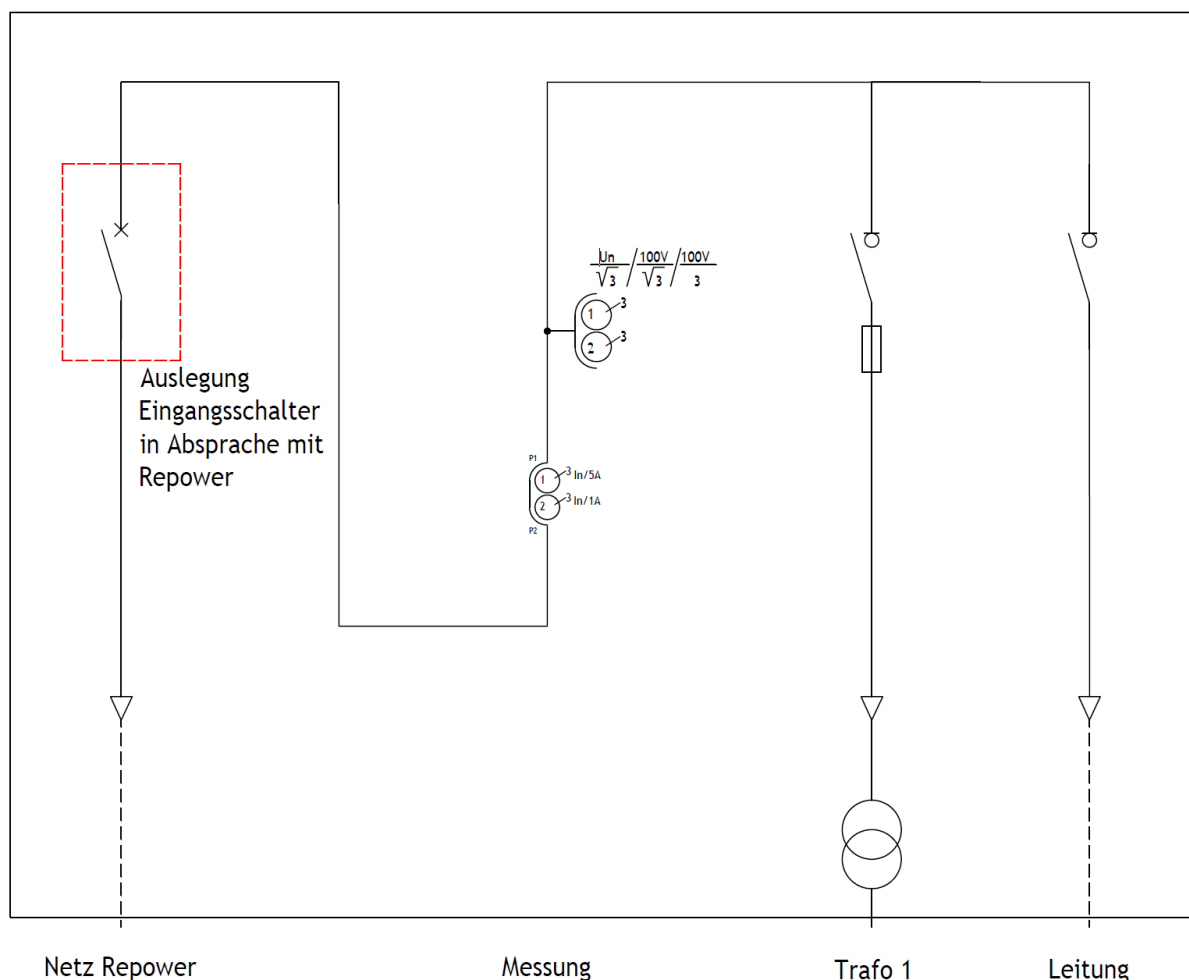 Un/√3 / 100V/√3 / 100V/3
1 3
2 3
Auslegung
Eingangsschalter
in Absprache mit
Repower
P1
1 3 In/5A
2 3 In/1A
P2
Netz Repower Messung Trafo 1 Leitung